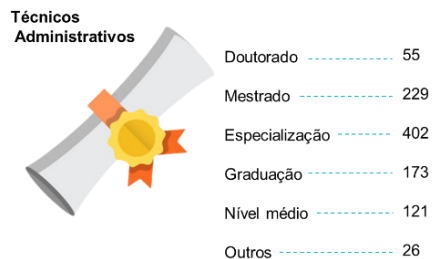 Técnicos
Administrativos
Doutorado 55
Mestrado 229
Especialização 402
Graduação 173
Nível médio 121
Outros 26